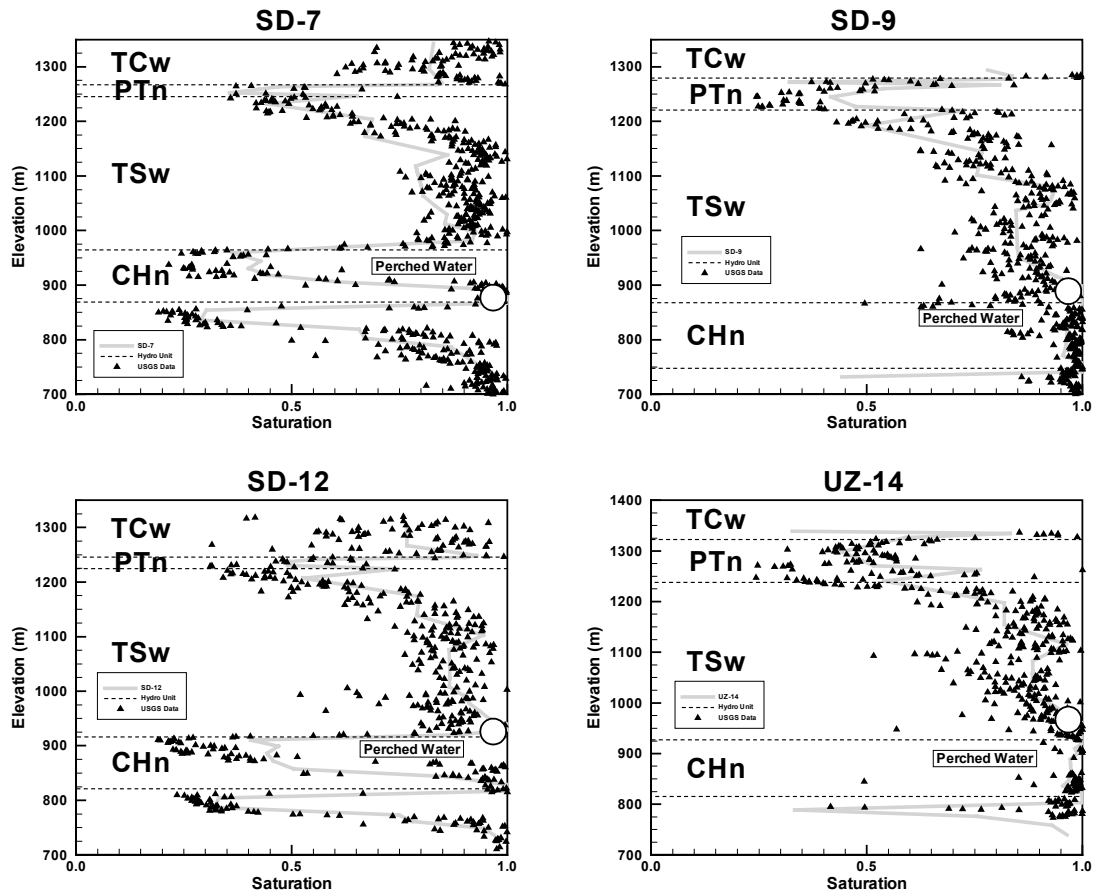 SD-7
1300
1200
1100
1000
900
800
700
Elevation (m)
TCw
PTn
TSw
CHn
Perched Water
SD-7
Hydro Unit
USGS Data
0.0 0.5 1.0
Saturation
SD-9
1300
1200
1100
1000
900
800
700
Elevation (m)
TCw
PTn
TSw
SD-9
Hydro Unit
USGS Data
Perched Water
CHn
0.0 0.5 1.0
Saturation
SD-12
1300
1200
1100
1000
900
800
700
Elevation (m)
TCw
PTn
TSw
SD-12
Hydro Unit
USGS Data
Perched Water
CHn
0.0 0.5 1.0
Saturation
UZ-14
1400
1300
1200
1100
1000
900
800
700
Elevation (m)
TCw
PTn
TSw
UZ-14
Hydro Unit
USGS Data
Perched Water
CHn
0.0 0.5 1.0
Saturation